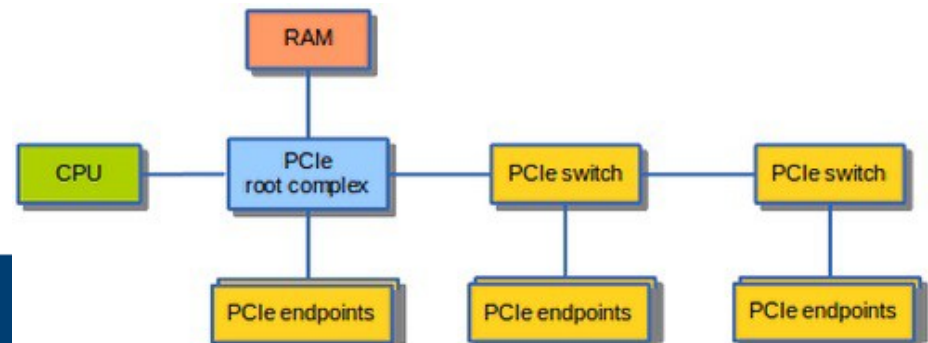 RAM
CPU
PCIe
root complex
PCIe switch
PCIe switch
PCIe endpoints
PCIe endpoints
PCIe endpoints